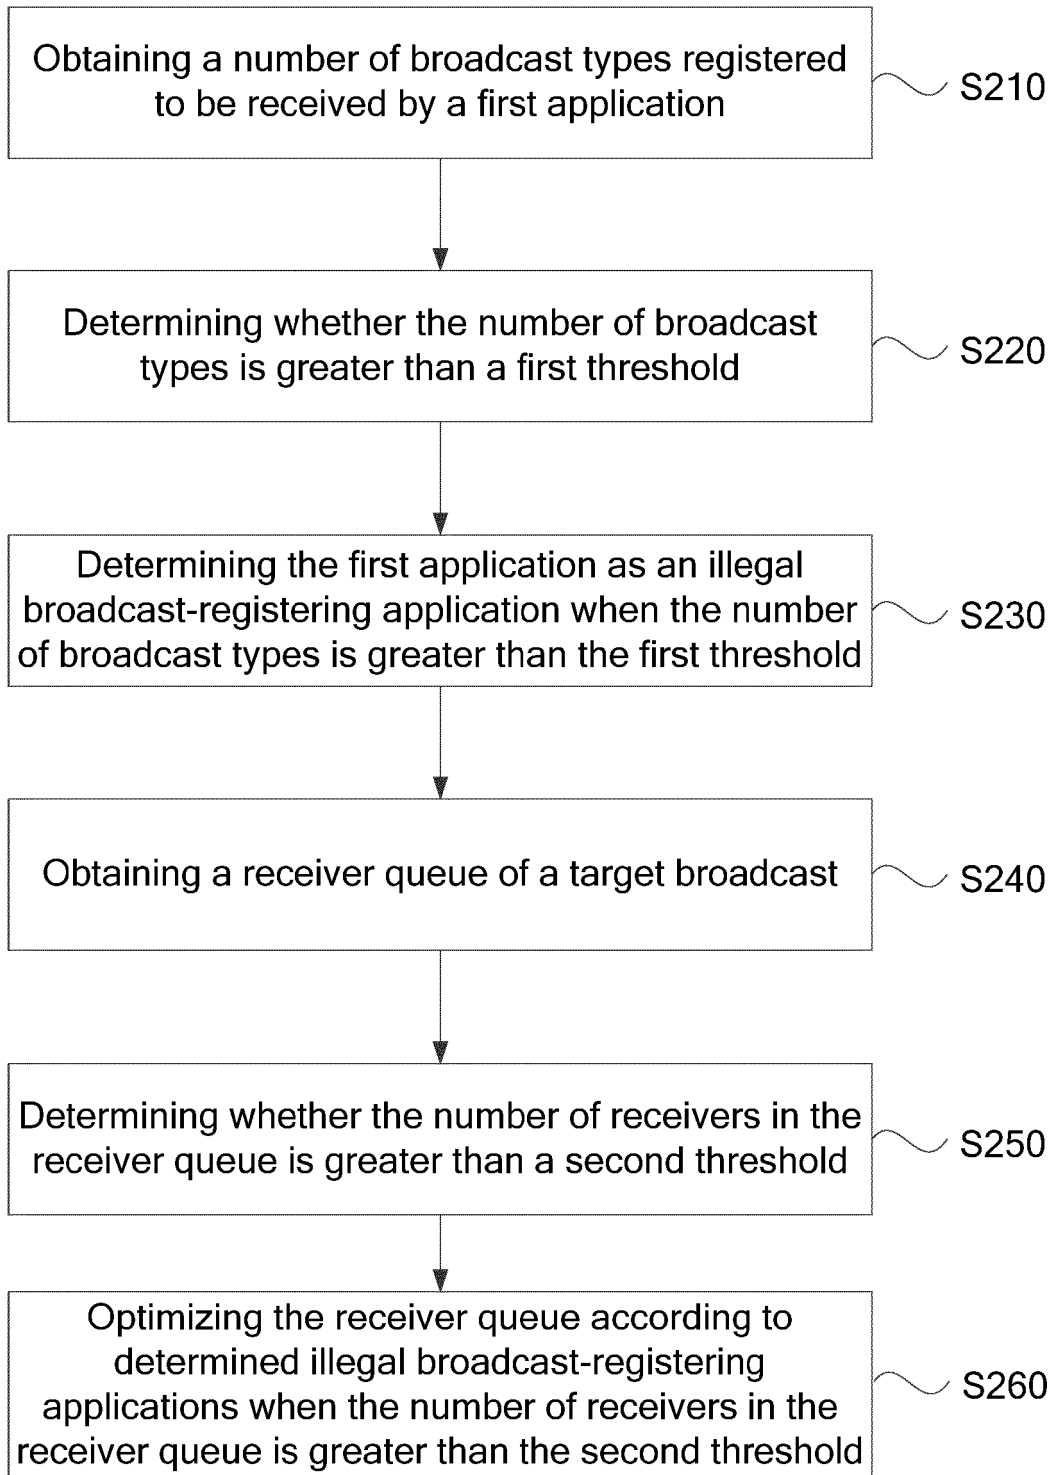 Obtaining a number of broadcast types registered
to be received by a first application
S210
Determining whether the number of broadcast
types is greater than a first threshold
S220
Determining the first application as an illegal
broadcast-registering application when the number
of broadcast types is greater than the first threshold
S230
Obtaining a receiver queue of a target broadcast
S240
Determining whether the number of receivers in the
receiver queue is greater than a second threshold
S250
Optimizing the receiver queue according to
determined illegal broadcast-registering
applications when the number of receivers in the
receiver queue is greater than the second threshold
S260